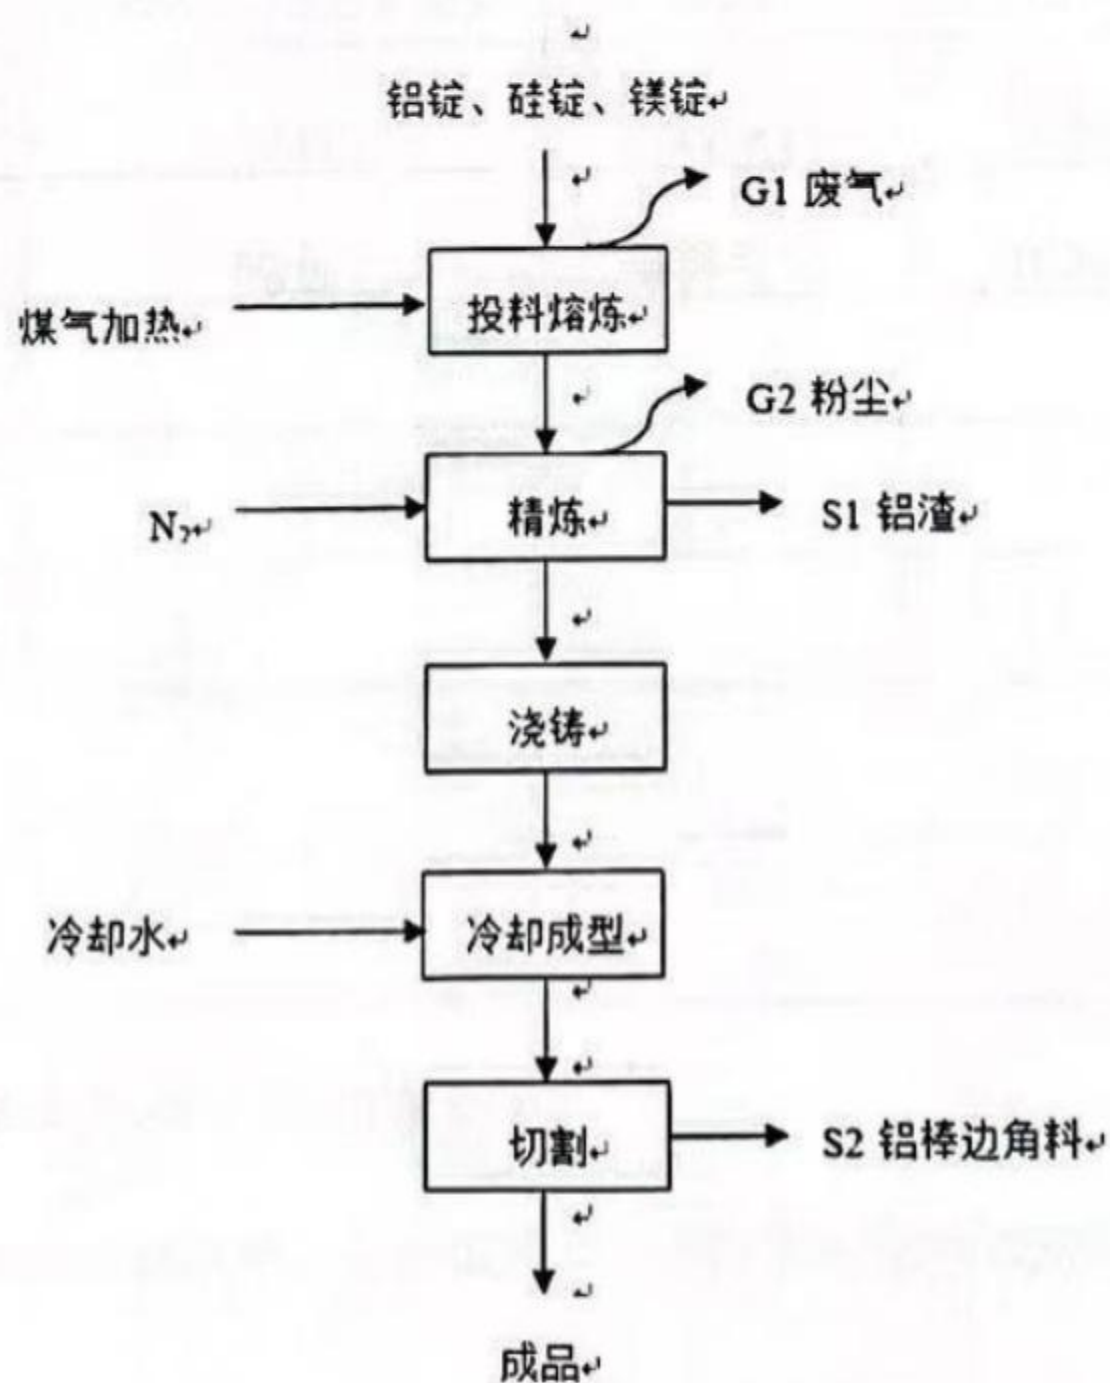 铝锭、硅锭、镁锭
G1 废气
煤气加热
投料熔炼
G2 粉尘
N₂
精炼
S1 铝渣
浇铸
冷却水
冷却成型
切割
S2 铝棒边角料
成品